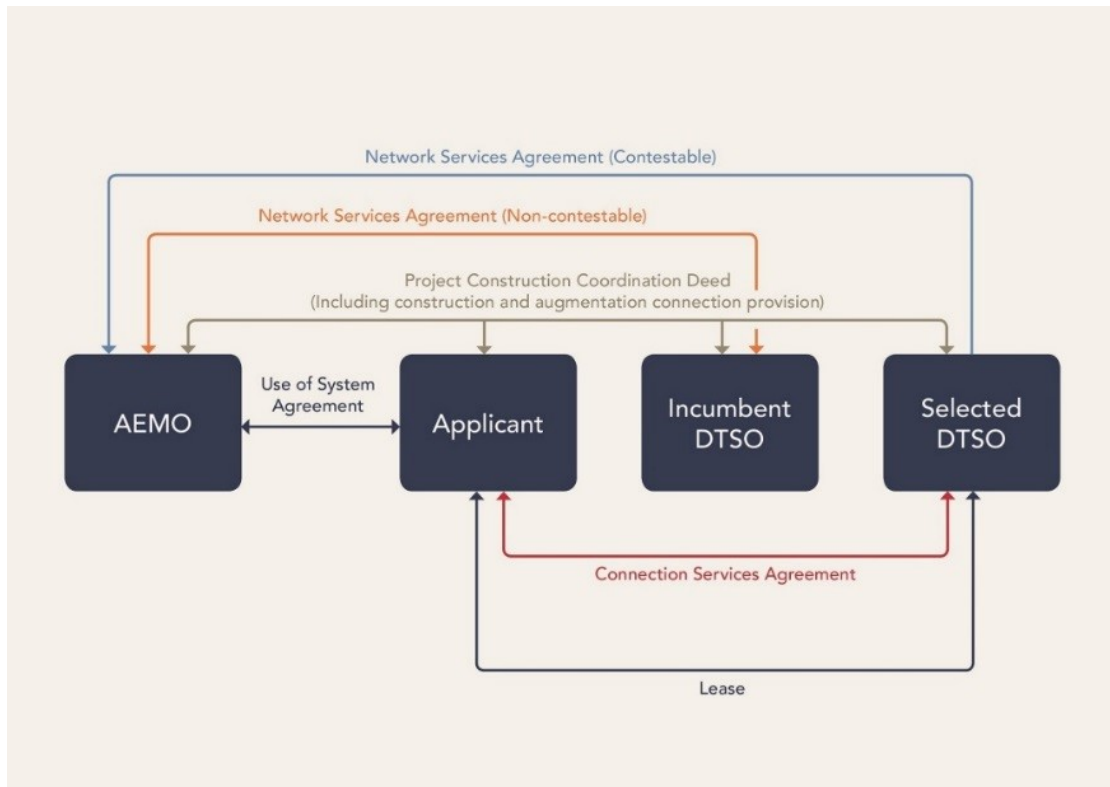 Network Services Agreement (Contestable)
Network Services Agreement (Non-contestable)
Project Construction Coordination Deed
(Including construction and augmentation connection provision)
Use of System
Agreement
AEMO
Applicant
Incumbent
DTSO
Selected
DTSO
Connection Services Agreement
Lease